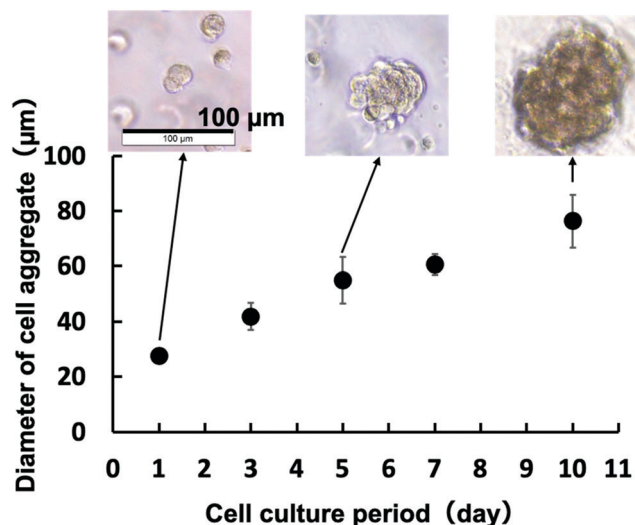 100 μm
100 μm
Diameter of cell aggregate（μm）
100
80
60
40
20
0
0 1 2 3 4 5 6 7 8 9 10 11
Cell culture period（day）